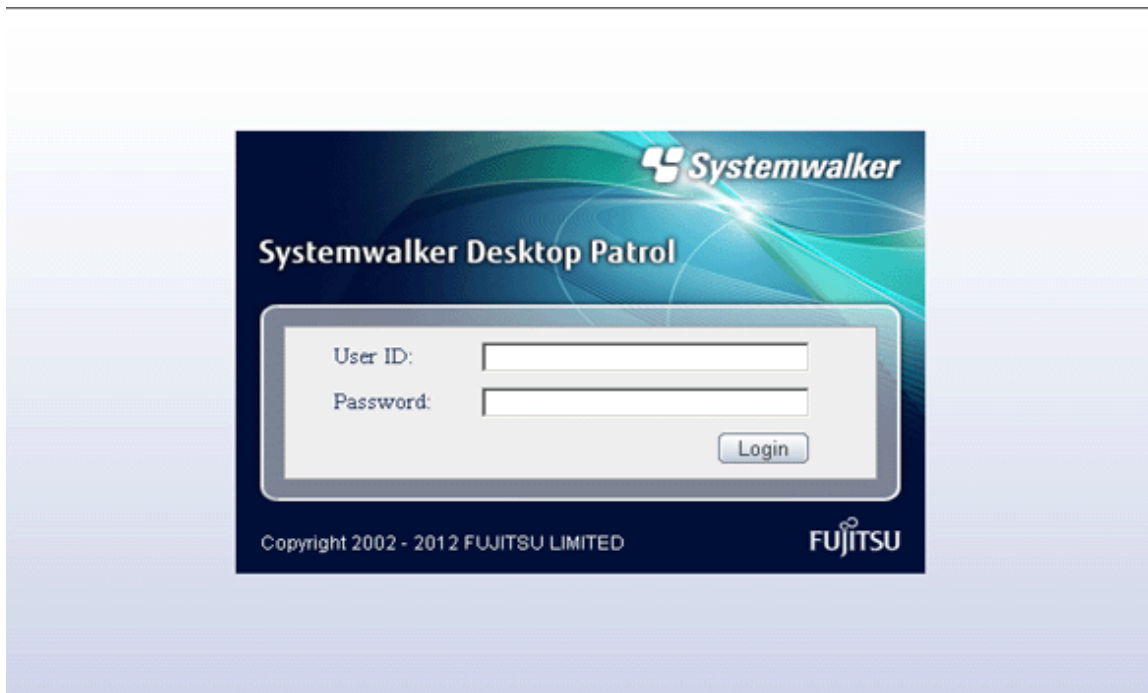 Systemwalker
Systemwalker Desktop Patrol
User ID:
Password:
Login
Copyright 2002 - 2012 FUJITSU LIMITED
FUJITSU